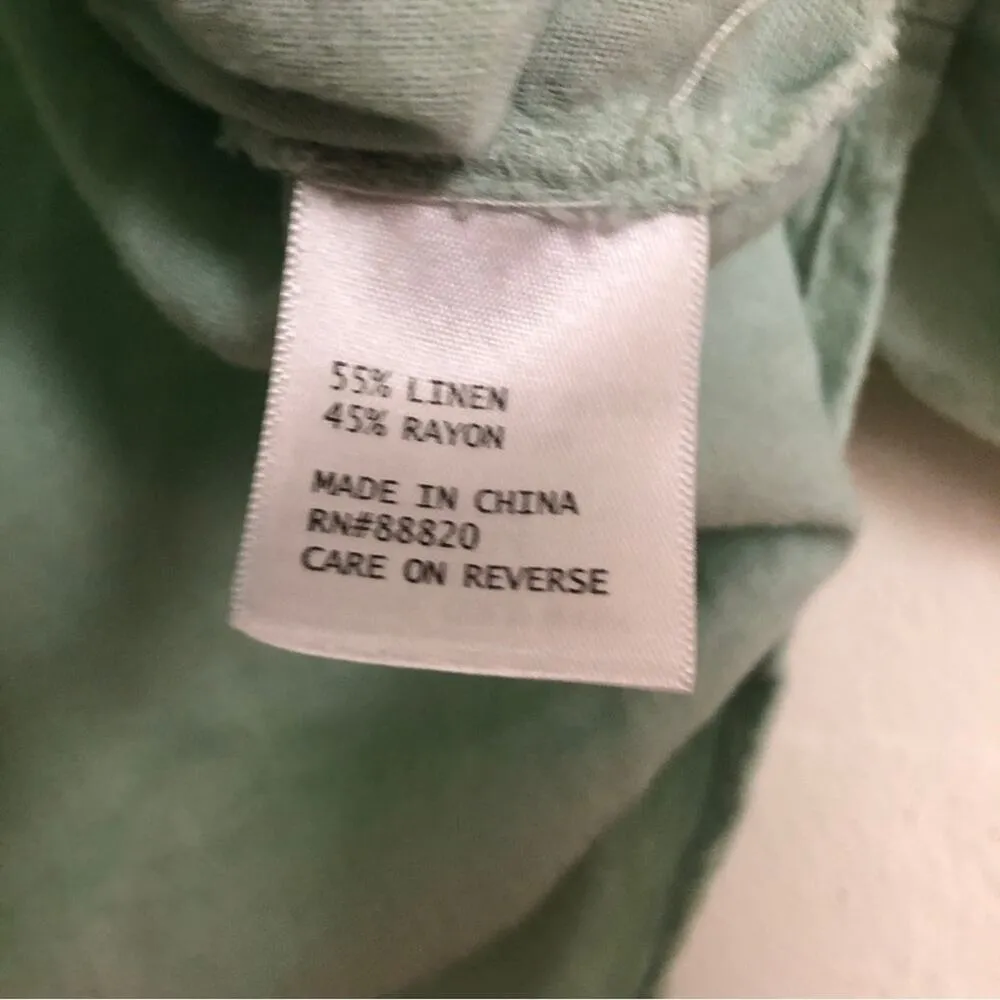 55% LINEN
45% RAYON
MADE IN CHINA
RN#88820
CARE ON REVERSE